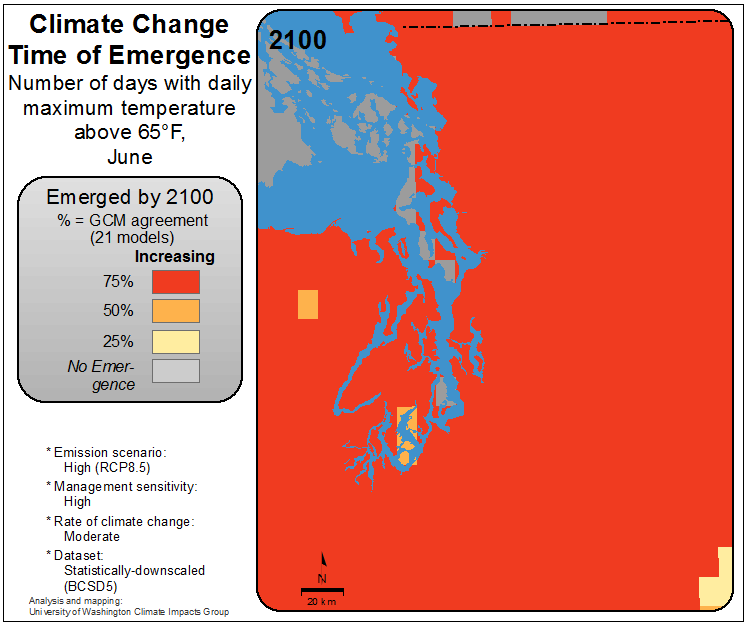 Climate Change
Time of Emergence
Number of days with daily
maximum temperature
above 65°F,
June
Emerged by 2100
% = GCM agreement
(21 models)
Increasing
75%
50%
25%
No Emer-
gence
* Emission scenario:
High (RCP8.5)
* Management sensitivity:
High
* Rate of climate change:
Moderate
* Dataset:
Statistically-downscaled
(BCSD5)
Analysis and mapping:
University of Washington Climate Impacts Group
2100
N
20 km